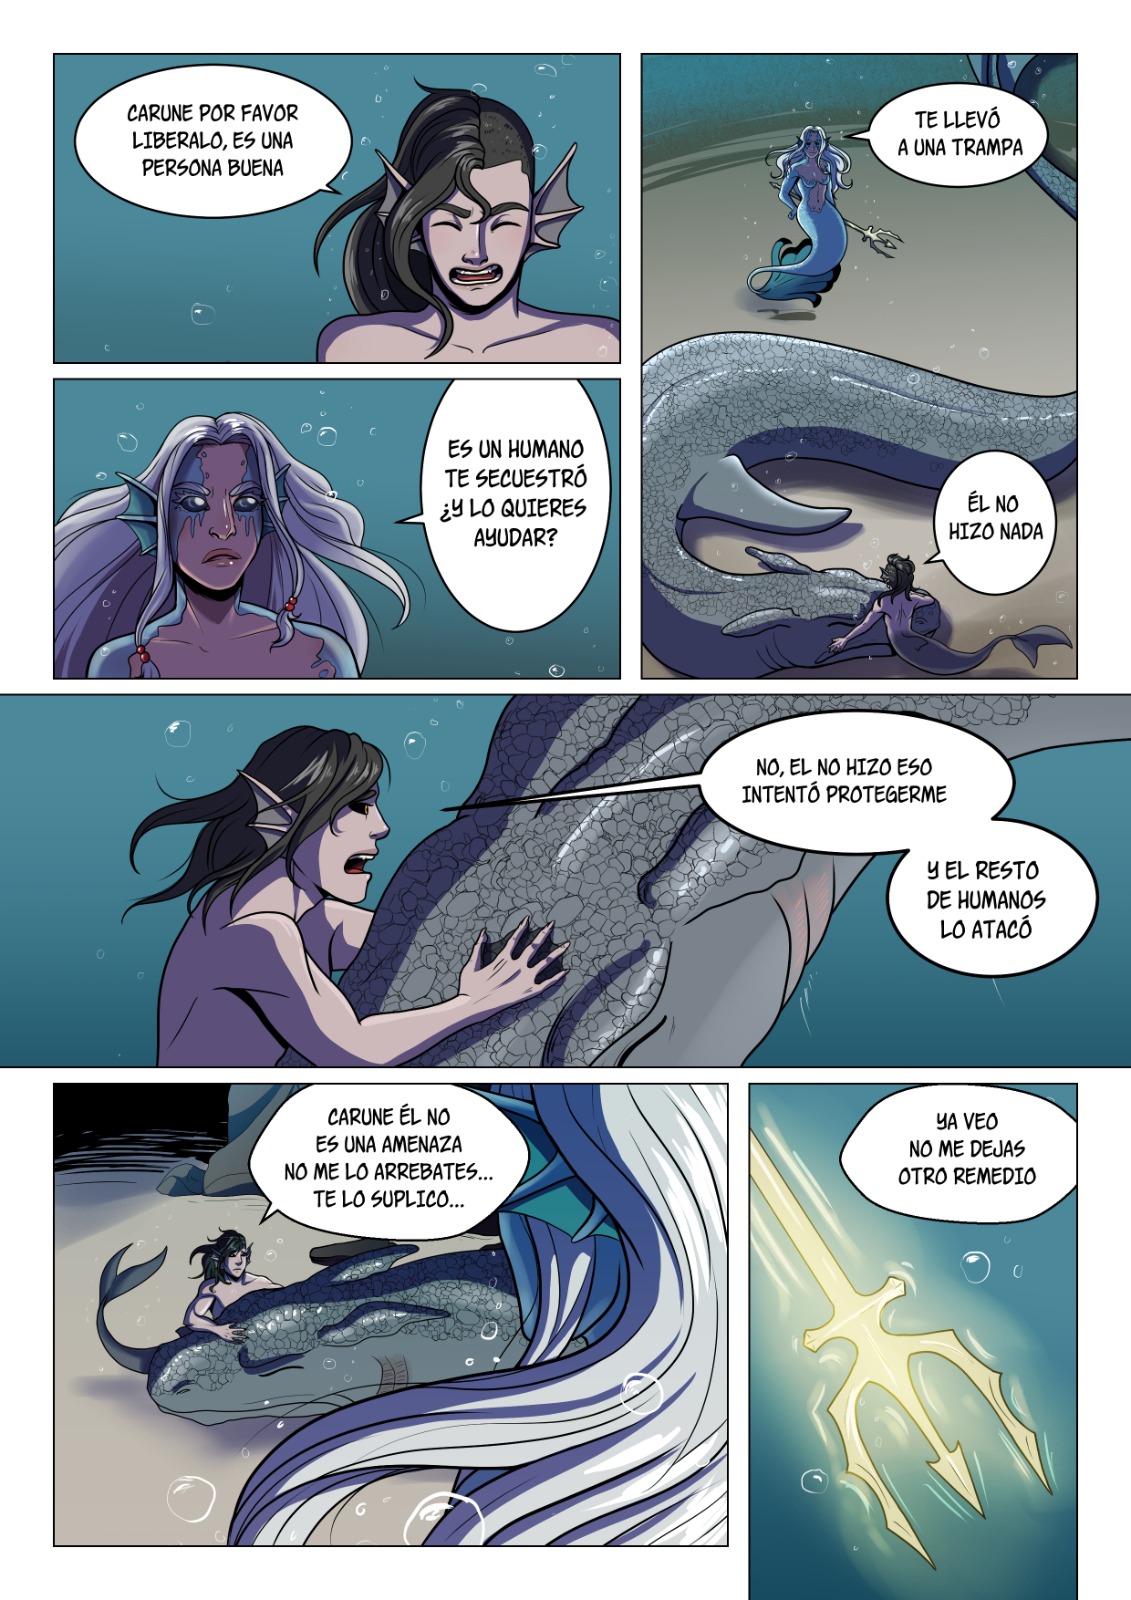 CARUNE POR FAVOR
LIBERALO, ES UNA
PERSONA BUENA
ES UN HUMANO
TE SECUESTRÓ
¿Y LO QUIERES
AYUDAR?
TE LLEVÓ
A UNA TRAMPA
ÉL NO
HIZO NADA
NO, EL NO HIZO ESO
INTENTÓ PROTEGERME
Y EL RESTO
DE HUMANOS
LO ATACÓ
CARUNE ÉL NO
ES UNA AMENAZA
NO ME LO ARREBATES...
TE LO SUPLICO...
YA VEO
NO ME DEJAS
OTRO REMEDIO